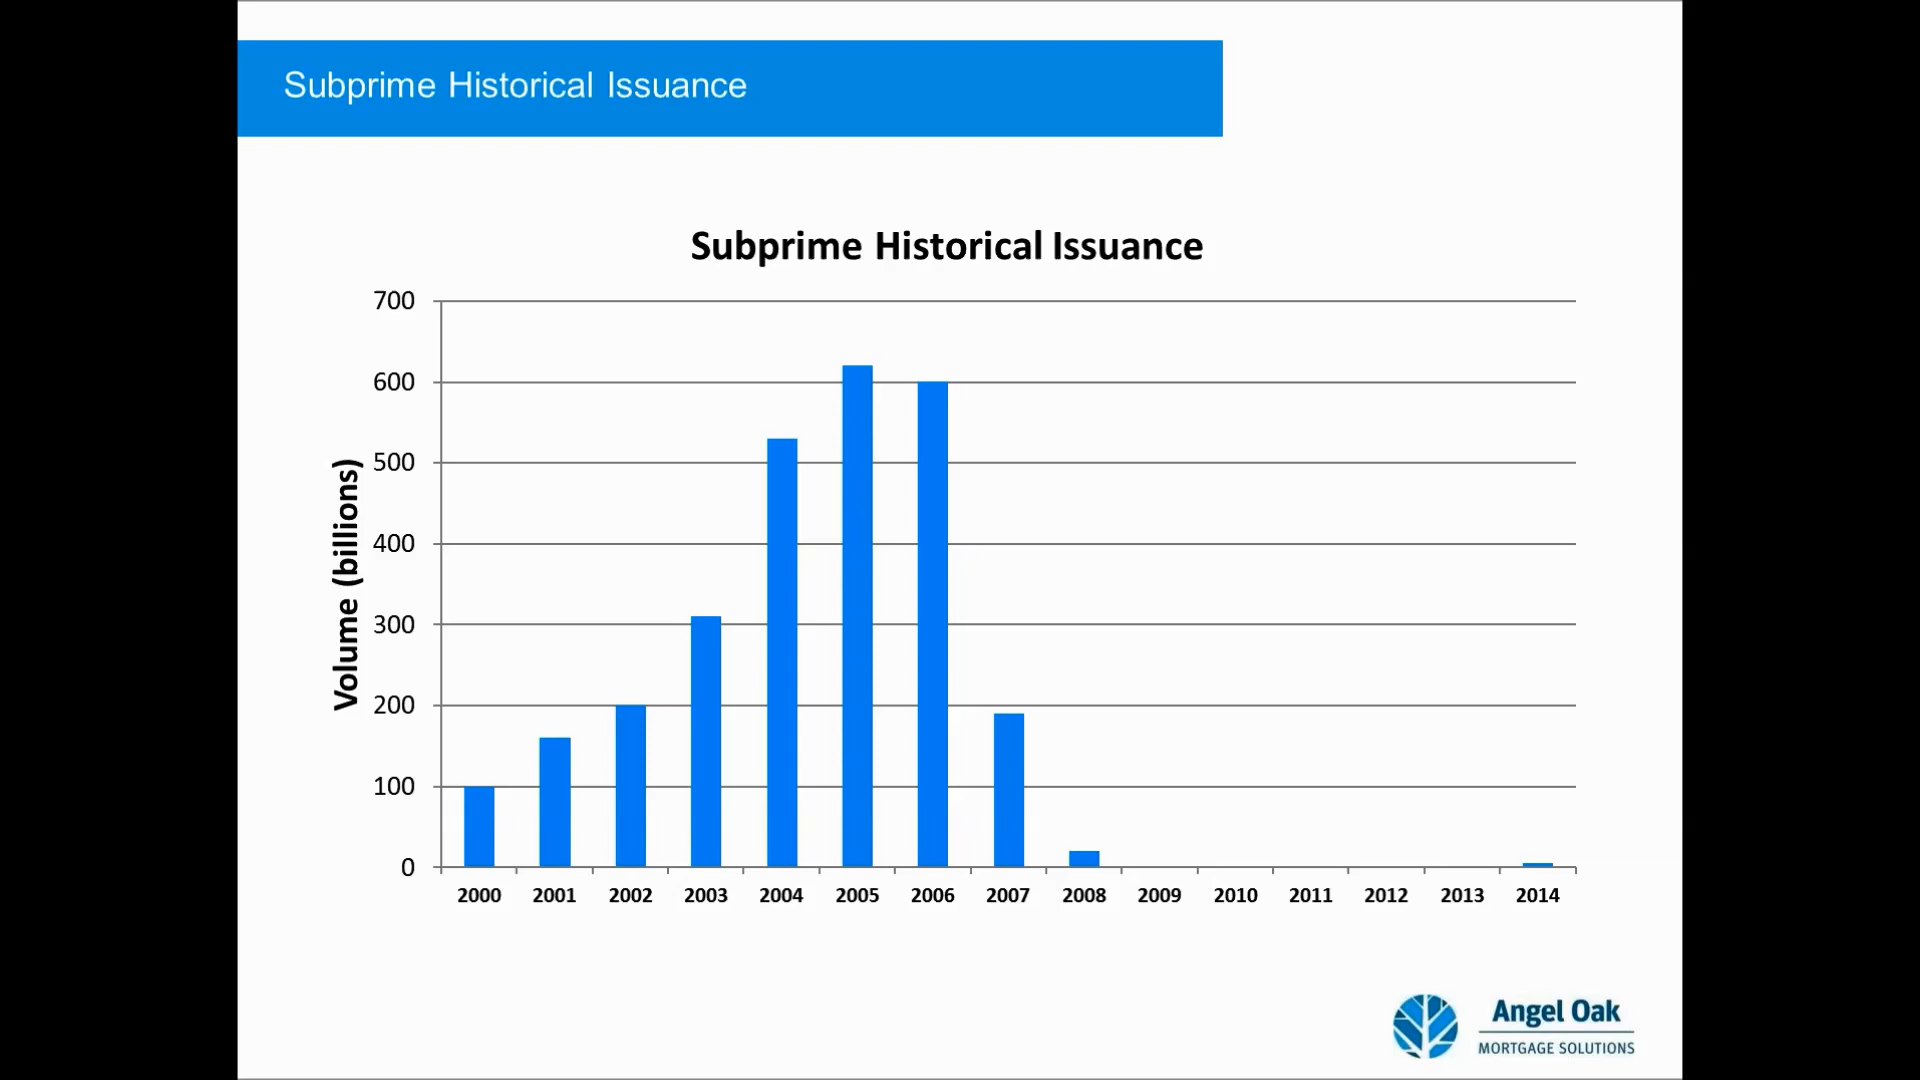 Subprime Historical Issuance
Subprime Historical Issuance
Volume (billions)
700
600
500
400
300
200
100
0
2000 2001 2002 2003 2004 2005 2006 2007 2008 2009 2010 2011 2012 2013 2014
Angel Oak
MORTGAGE SOLUTIONS